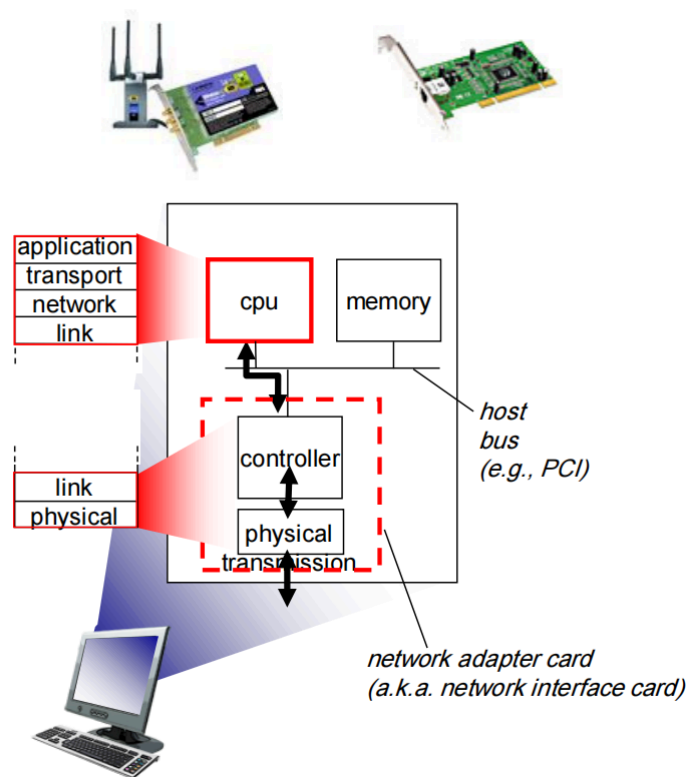 application
transport
network
link
cpu
memory
host
bus
(e.g., PCI)
controller
link
physical
physical
transmission
network adapter card
(a.k.a. network interface card)